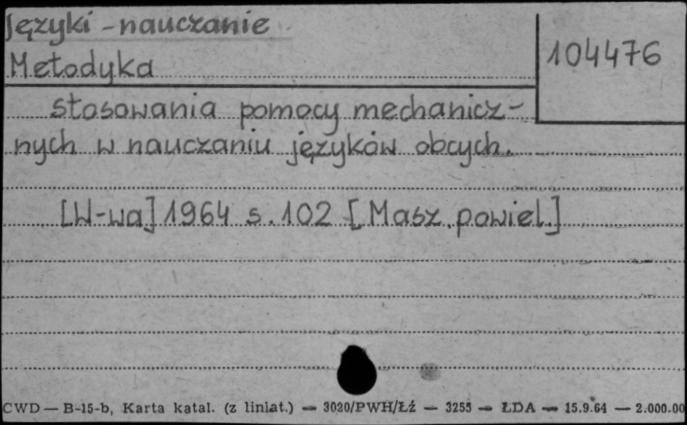 Języki - nauczanie
104476
Metodyka
stosowania pomocy mechanicz-
nych w nauczaniu języków obcych.
[W-wa] 1964 s. 102 [Masz. powiel.]
CWD — B-15-b, Karta katal. (z liniat.) — 3020/PWH/Łź — 3255 — ŁDA — 15.9.64 — 2.000.00